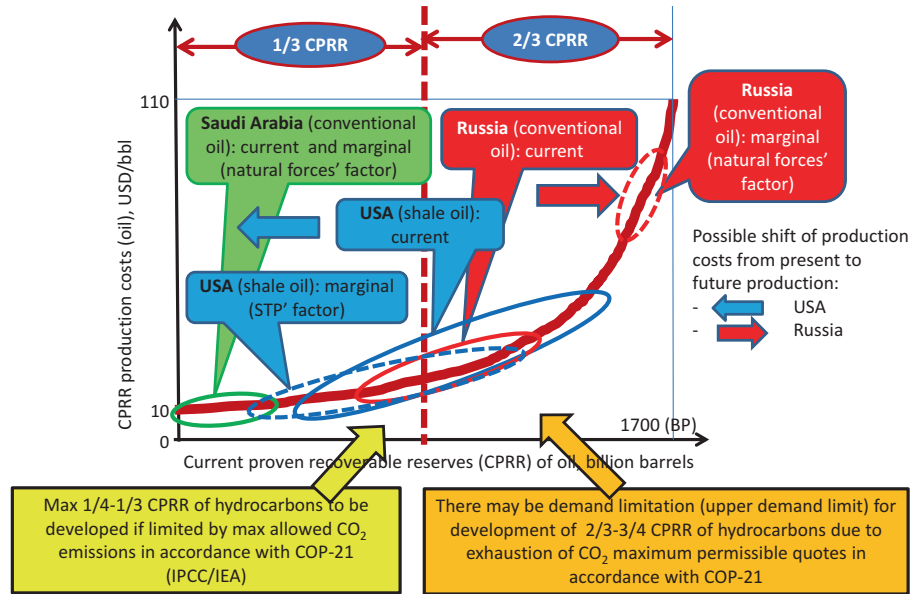 1/3 CPRR
2/3 CPRR
CPRR production costs (oil), USD/bbl
110
10
0
Saudi Arabia (conventional
oil): current and marginal
(natural forces’ factor)
Russia (conventional
oil): current
Russia
(conventional
oil): marginal
(natural forces’
factor)
USA (shale oil):
current
USA (shale oil): marginal
(STP’ factor)
Possible shift of production
costs from present to
future production:
- USA
- Russia
1700 (BP)
Current proven recoverable reserves (CPRR) of oil, billion barrels
Max 1/4-1/3 CPRR of hydrocarbons to be
developed if limited by max allowed CO2
emissions in accordance with COP-21
(IPCC/IEA)
There may be demand limitation (upper demand limit) for
development of 2/3-3/4 CPRR of hydrocarbons due to
exhaustion of CO2 maximum permissible quotes in
accordance with COP-21